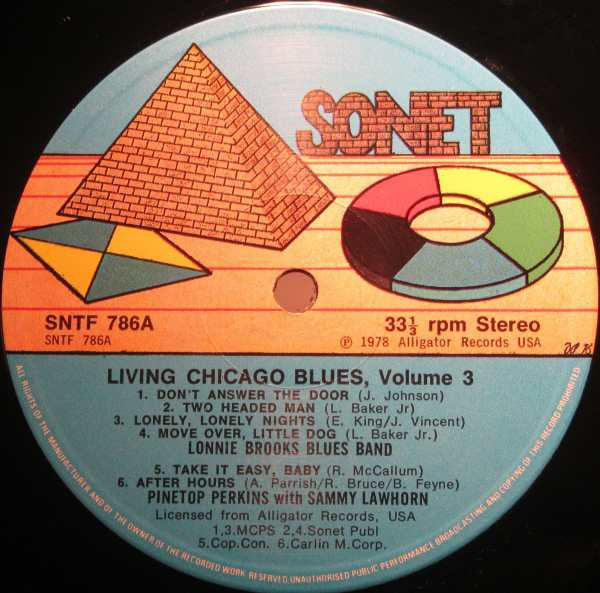 SONET
SNTF 786A
SNTF 786A
33 1/3 rpm Stereo
℗ 1978 Alligator Records USA
LIVING CHICAGO BLUES, Volume 3
1. DON'T ANSWER THE DOOR (J. Johnson)
2. TWO HEADED MAN (L. Baker Jr)
3. LONELY, LONELY NIGHTS (E. King/J. Vincent)
4. MOVE OVER, LITTLE DOG (L. Baker Jr.)
LONNIE BROOKS BLUES BAND
5. TAKE IT EASY, BABY (R. McCallum)
6. AFTER HOURS (A. Parrish/R. Bruce/B. Feyne)
PINETOP PERKINS with SAMMY LAWHORN
Licensed from Alligator Records, USA
1,3.MCPS 2,4.Sonet Publ
5.Cop.Con. 6.Carlin M.Corp.
ALL RIGHTS OF THE MANUFACTURER AND OF THE OWNER OF THE RECORDED WORK RESERVED. UNAUTHORISED PUBLIC PERFORMANCE BROADCASTING AND COPYING OF THIS RECORD PROHIBITED